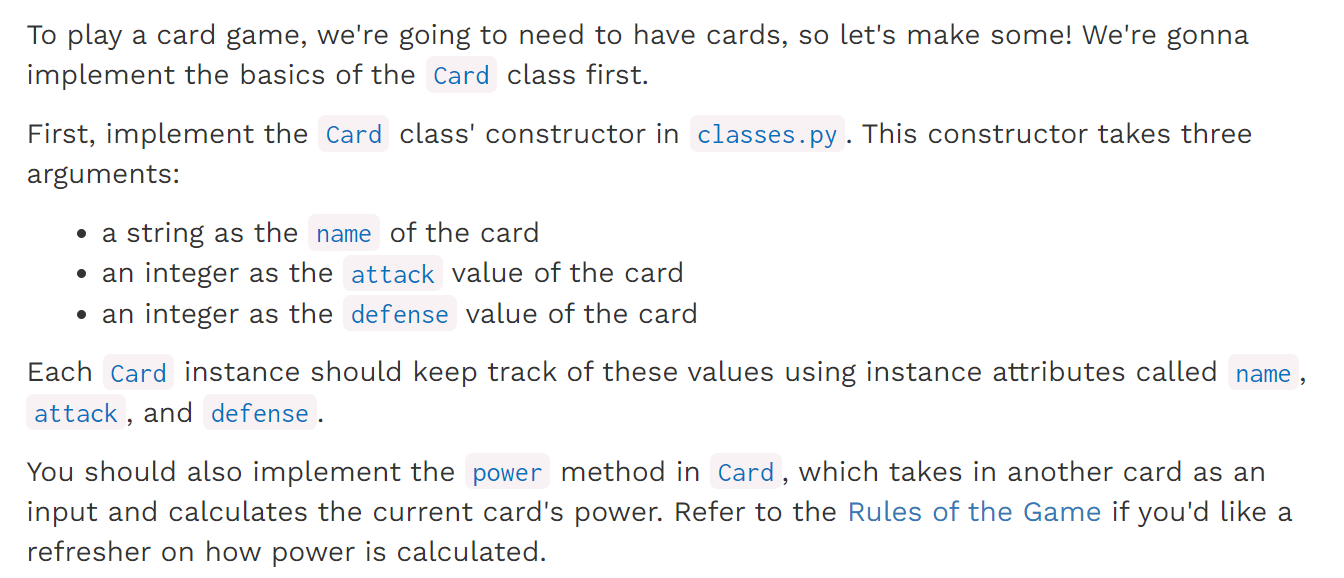 To play a card game, we're going to need to have cards, so let's make some! We're gonna
implement the basics of the Card class first.
First, implement the Card class' constructor in classes.py. This constructor takes three
arguments:
• a string as the name of the card
• an integer as the attack value of the card
• an integer as the defense value of the card
Each Card instance should keep track of these values using instance attributes called name,
attack, and defense.
You should also implement the power method in Card, which takes in another card as an
input and calculates the current card's power. Refer to the Rules of the Game if you'd like a
refresher on how power is calculated.